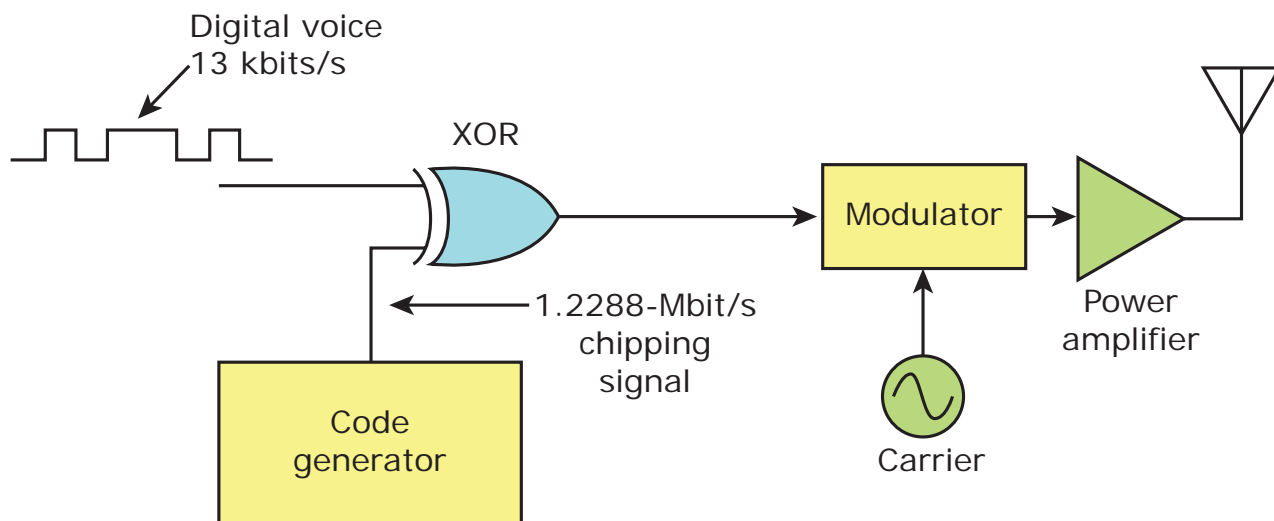 Digital voice
13 kbits/s
XOR
Modulator
1.2288-Mbit/s
chipping
signal
Power
amplifier
Code
generator
Carrier